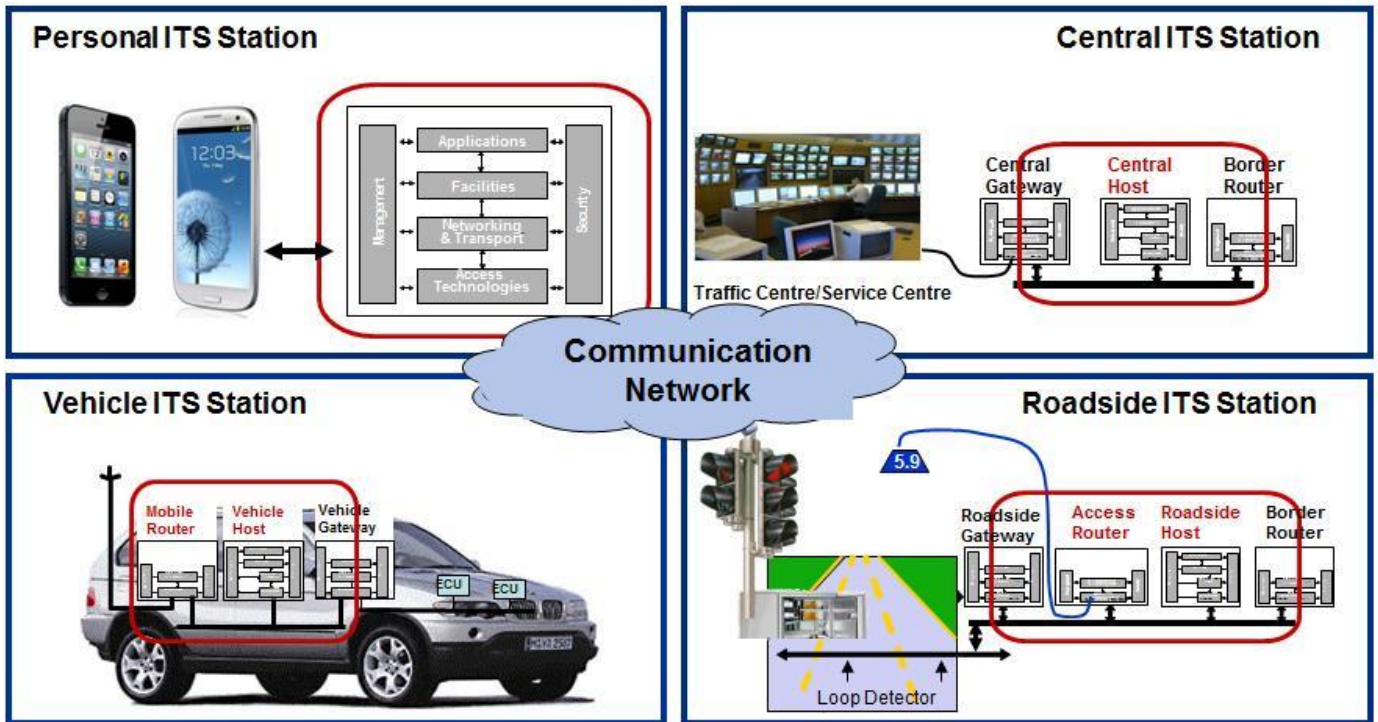 Personal ITS Station
12:03
Applications
Facilities
Networking
& Transport
Access
Technologies
Management
Security
Central ITS Station
Central
Gateway
Central
Host
Border
Router
Traffic Centre/Service Centre
Communication
Network
Vehicle ITS Station
Mobile
Router
Vehicle
Host
Vehicle
Gateway
ECU
ECU
Roadside ITS Station
5.9
Roadside
Gateway
Access
Router
Roadside
Host
Border
Router
Loop Detector